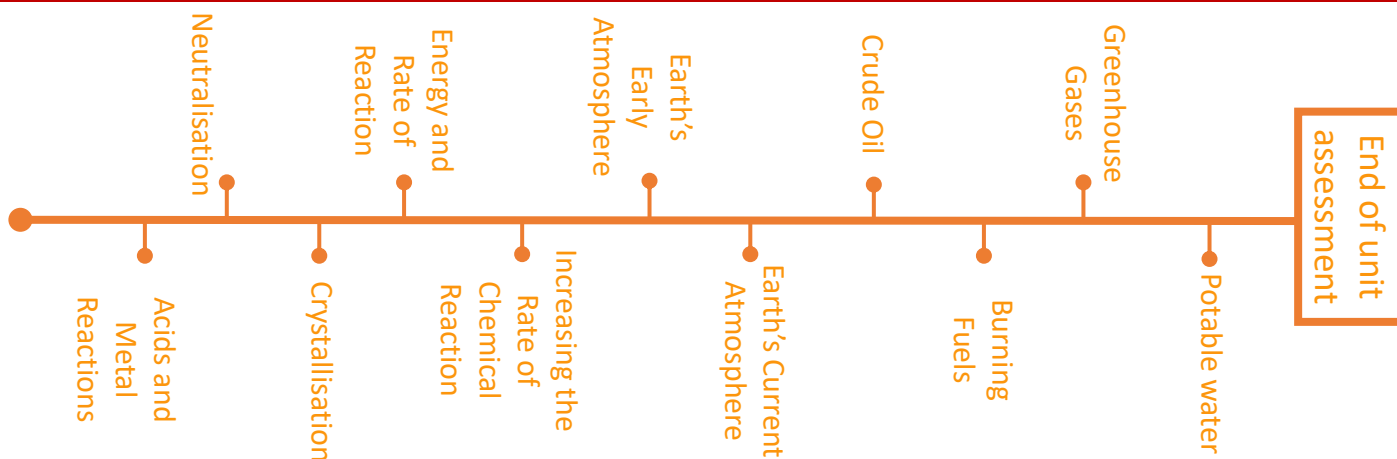 End of unit
assessment
Greenhouse
Gases
Potable water
Crude Oil
Burning
Fuels
Earth's
Early
Atmosphere
Earth's Current
Atmosphere
Energy and
Rate of
Reaction
Increasing the
Rate of
Chemical
Reaction
Neutralisation
Crystallisation
Acids and
Metal
Reactions